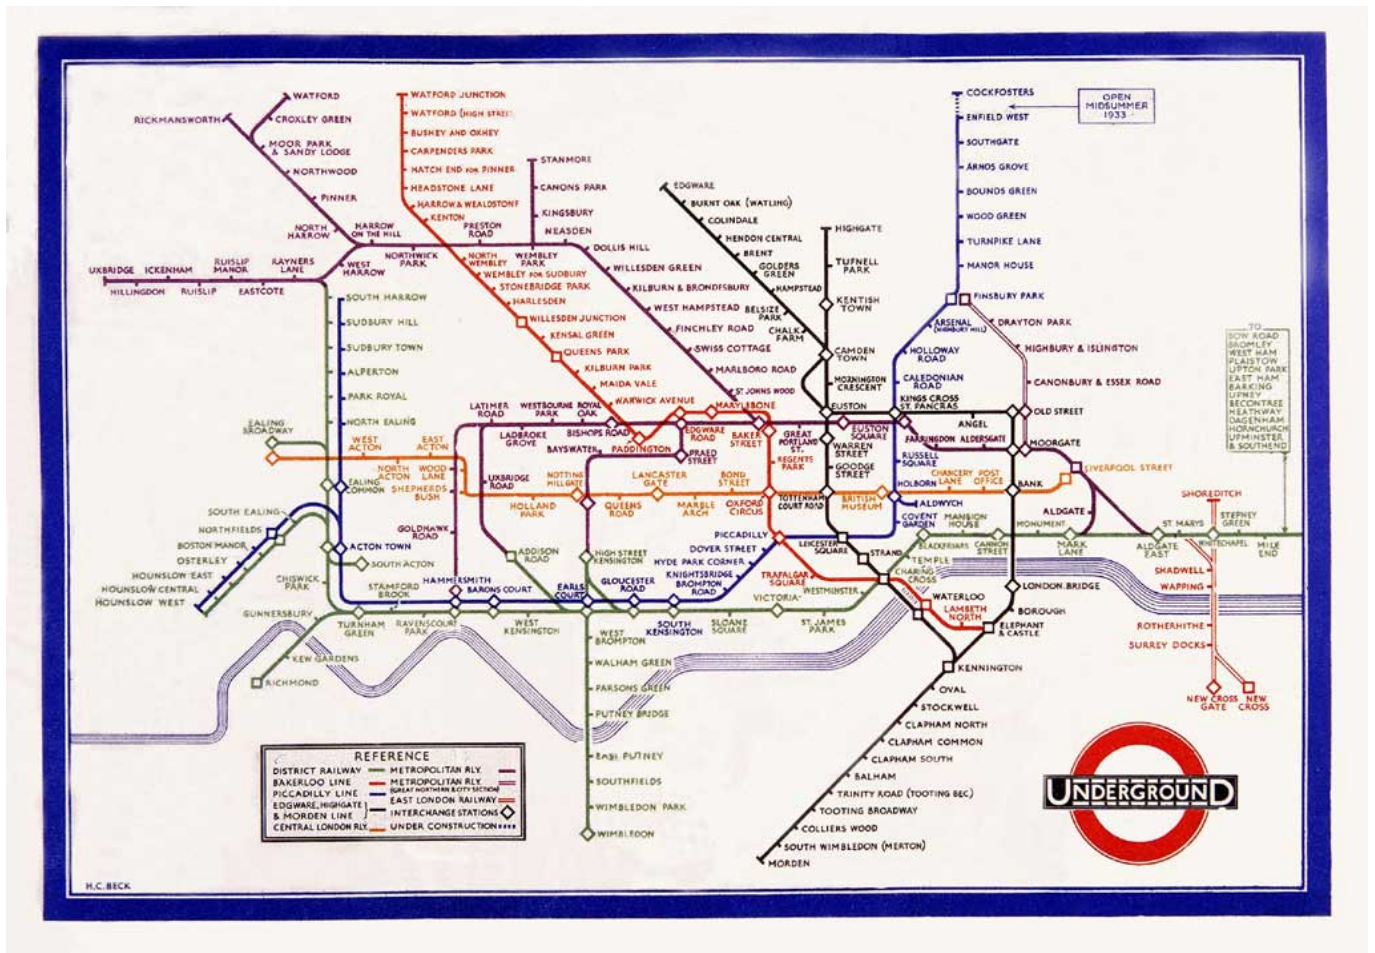 WATFORD
CROXLEY GREEN
RICKMANSWORTH
MOOR PARK
& SANDY LODGE
NORTHWOOD
PINNER
NORTH
HARROW
HARROW
ON THE HILL
WEST
HARROW
UXBRIDGE
ICKENHAM
RUISLIP
MANOR
RAYNERS
LANE
HILLINGDON
RUISLIP
EASTCOTE
WATFORD JUNCTION
WATFORD (HIGH STREET)
BUSHEY AND OXHEY
CARPENDERS PARK
HATCH END FOR PINNER
HEADSTONE LANE
HARROW & WEALDSTONE
KENTON
NORTHWICK
PARK
PRESTON
ROAD
NORTH
WEMBLEY
WEMBLEY FOR SUDBURY
STONEBRIDGE PARK
HARLESDEN
WILLESDEN JUNCTION
KENSAL GREEN
QUEENS PARK
KILBURN PARK
MAIDA VALE
WARWICK AVENUE
MARYLEBONE
STANMORE
CANONS PARK
KINGSBURY
NEASDEN
WEMBLEY
PARK
DOLLIS HILL
WILLESDEN GREEN
KILBURN & BRONDESBURY
WEST HAMPSTEAD
FINCHLEY ROAD
SWISS COTTAGE
MARLBORO ROAD
ST JOHNS WOOD
EDGWARE
BURNT OAK (WATLING)
COLINDALE
HENDON CENTRAL
BRENT
GOLDERS
GREEN
HAMPSTEAD
BELSIZE
PARK
CHALK
FARM
HIGHGATE
TUFNELL
PARK
KENTISH
TOWN
CAMDEN
TOWN
MORNINGTON
CRESCENT
EUSTON
COCKFOSTERS
OPEN
MIDSUMMER
1933
ENFIELD WEST
SOUTHGATE
ARNOS GROVE
BOUNDS GREEN
WOOD GREEN
TURNPIKE LANE
MANOR HOUSE
FINSBURY PARK
ARSENAL
(HIGHBURY HILL)
DRAYTON PARK
HOLLOWAY
ROAD
HIGHBURY & ISLINGTON
CALEDONIAN
ROAD
CANONBURY & ESSEX ROAD
KINGS CROSS
ST. PANCRAS
ANGEL
OLD STREET
MOORGATE
TO
BOW ROAD
BROMLEY
WEST HAM
PLAISTOW
UPTON PARK
EAST HAM
BARKING
UPNEY
BECONTREE
HEATHWAY
DAGENHAM
HORNCHURCH
UPMINSTER
& SOUTHEND
SOUTH HARROW
SUDBURY HILL
SUDBURY TOWN
ALPERTON
PARK ROYAL
NORTH EALING
EALING
BROADWAY
WEST
ACTON
EAST
ACTON
NORTH
ACTON
WOOD
LANE
SHEPHERDS
BUSH
EALING
COMMON
SOUTH EALING
NORTHFIELDS
BOSTON MANOR
OSTERLEY
HOUNSLOW EAST
HOUNSLOW CENTRAL
HOUNSLOW WEST
ACTON TOWN
SOUTH ACTON
CHISWICK
PARK
GUNNERSBURY
KEW GARDENS
RICHMOND
STAMFORD
BROOK
TURNHAM
GREEN
RAVENSCOURT
PARK
GOLDHAWK
ROAD
HAMMERSMITH
BARONS COURT
WEST
KENSINGTON
LATIMER
ROAD
LADBROKE
GROVE
WESTBOURNE
PARK
ROYAL
OAK
BISHOPS ROAD
PADDINGTON
EDGWARE
ROAD
PRAED
STREET
BAYSWATER
UXBRIDGE
ROAD
HOLLAND
PARK
NOTTING
HILL GATE
QUEENS
ROAD
LANCASTER
GATE
MARBLE
ARCH
BOND
STREET
OXFORD
CIRCUS
ADDISON
ROAD
HIGH STREET
KENSINGTON
EARLS
COURT
GLOUCESTER
ROAD
SOUTH
KENSINGTON
SLOANE
SQUARE
VICTORIA
ST. JAMES
PARK
WESTMINSTER
BAKER
STREET
REGENTS
PARK
GREAT
PORTLAND
ST.
EUSTON
SQUARE
WARREN
STREET
GOODGE
STREET
TOTTENHAM
COURT ROAD
BRITISH
MUSEUM
RUSSELL
SQUARE
HOLBORN
ALDWYCH
COVENT
GARDEN
FARRINGDON
ALDERSGATE
CHANCERY
LANE
POST
OFFICE
BANK
LIVERPOOL STREET
ALDGATE
PICCADILLY
DOVER STREET
HYDE PARK CORNER
KNIGHTSBRIDGE
BROMPTON
ROAD
LEICESTER
SQUARE
STRAND
TRAFALGAR
SQUARE
CHARING
CROSS
TEMPLE
BLACKFRIARS
MANSION
HOUSE
CANNON
STREET
MONUMENT
MARK
LANE
ALDGATE
EAST
ST. MARYS
SHOREDITCH
STEPNEY
GREEN
WHITECHAPEL
MILE
END
SHADWELL
WAPPING
ROTHERHITHE
SURREY DOCKS
NEW CROSS
GATE
NEW
CROSS
WATERLOO
LAMBETH
NORTH
LONDON BRIDGE
BOROUGH
ELEPHANT
& CASTLE
KENNINGTON
OVAL
STOCKWELL
CLAPHAM NORTH
CLAPHAM COMMON
CLAPHAM SOUTH
BALHAM
TRINITY ROAD (TOOTING BEC)
TOOTING BROADWAY
COLLIERS WOOD
SOUTH WIMBLEDON (MERTON)
MORDEN
WEST
BROMPTON
WALHAM GREEN
PARSONS GREEN
PUTNEY BRIDGE
EAST PUTNEY
SOUTHFIELDS
WIMBLEDON PARK
WIMBLEDON
REFERENCE
DISTRICT RAILWAY
BAKERLOO LINE
PICCADILLY LINE
EDGWARE, HIGHGATE
& MORDEN LINE
CENTRAL LONDON RLY.
METROPOLITAN RLY.
METROPOLITAN RLY.
(GREAT NORTHERN & CITY SECTION)
EAST LONDON RAILWAY
INTERCHANGE STATIONS
UNDER CONSTRUCTION
UNDERGROUND
H.C. BECK